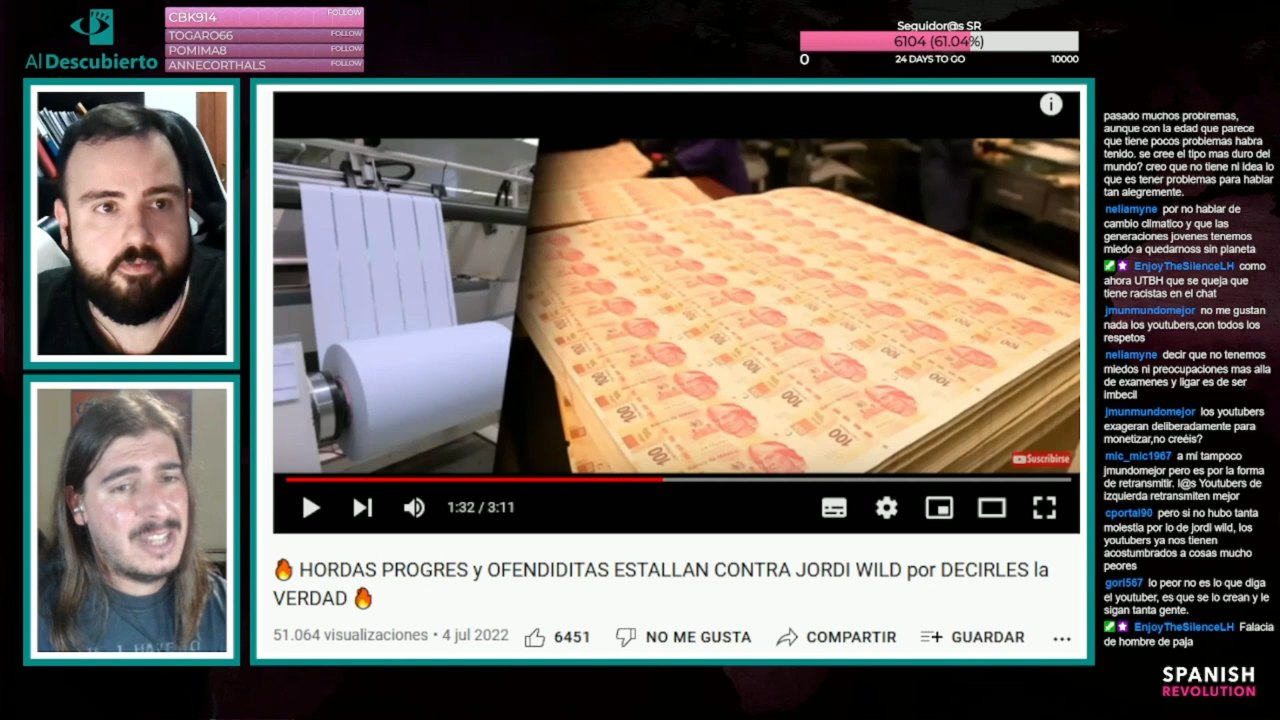 Al Descubierto
CBK914 FOLLOW
TOGARO66 FOLLOW
POMIMA8 FOLLOW
ANNECORTHALS FOLLOW
Seguidor@s SR
6104 (61.04%)
0 24 DAYS TO GO 10000
100 100 100 100 100 100
Suscribirse
1:32 / 3:11
🔥 HORDAS PROGRES y OFENDIDITAS ESTALLAN CONTRA JORDI WILD por DECIRLES la
VERDAD 🔥
51.064 visualizaciones • 4 jul 2022 6451 NO ME GUSTA COMPARTIR GUARDAR ...
pasado muchos problemas,
aunque con la edad que parece
que tiene pocos problemas habra
tenido. se cree el tipo mas duro del
mundo? creo que no tiene ni idea lo
que es tener problemas para hablar
tan alegremente.
neliamyne por no hablar de
cambio climatico y que las
generaciones jovenes tenemos
miedo a quedarnoss sin planeta
EnjoyTheSilenceLH como
ahora UTBH que se queja que
tiene racistas en el chat
jmunmundomejor no me gustan
nada los youtubers,con todos los
respetos
neliamyne decir que no tenemos
miedos ni preocupaciones mas alla
de examenes y ligar es de ser
imbecil
jmunmundomejor los youtubers
exageran deliberadamente para
monetizar,no creéis?
mic_mic1967 a mí tampoco
jmundomejor pero es por la forma
de retransmitir. l@s Youtubers de
izquierda retransmiten mejor
cportal90 pero si no hubo tanta
molestia por lo de jordi wild, los
youtubers ya nos tienen
acostumbrados a cosas mucho
peores
gori567 lo peor no es lo que diga
el youtuber, es que se lo crean y le
sigan tanta gente.
EnjoyTheSilenceLH Falacia
de hombre de paja
SPANISH
REVOLUTION